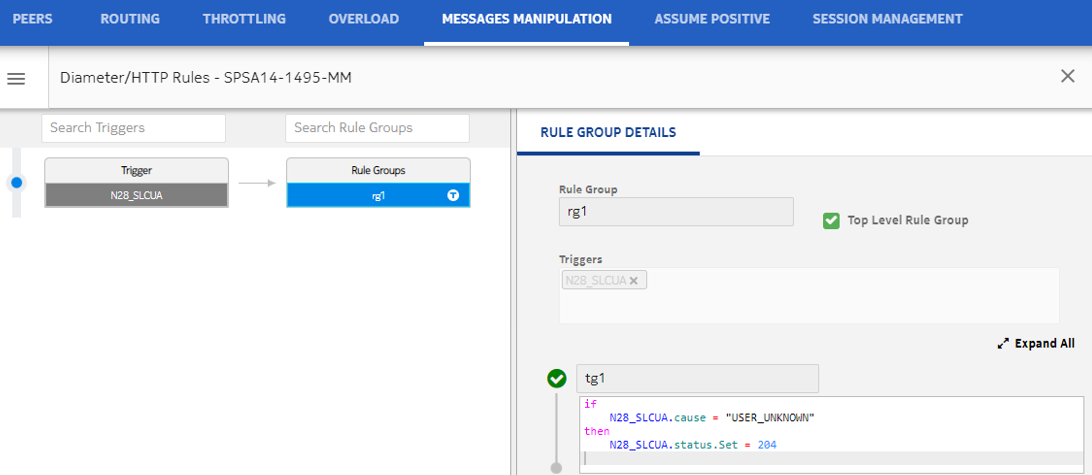 PEERS ROUTING THROTTLING OVERLOAD MESSAGES MANIPULATION ASSUME POSITIVE SESSION MANAGEMENT
Diameter/HTTP Rules - SPSA14-1495-MM
Search Triggers Search Rule Groups
Trigger
N28_SLCUA
Rule Groups
rg1 T
RULE GROUP DETAILS
Rule Group
rg1
Top Level Rule Group
Triggers
N28_SLCUA
Expand All
tg1
if
N28_SLCUA.cause = "USER_UNKNOWN"
then
N28_SLCUA.status.Set = 204